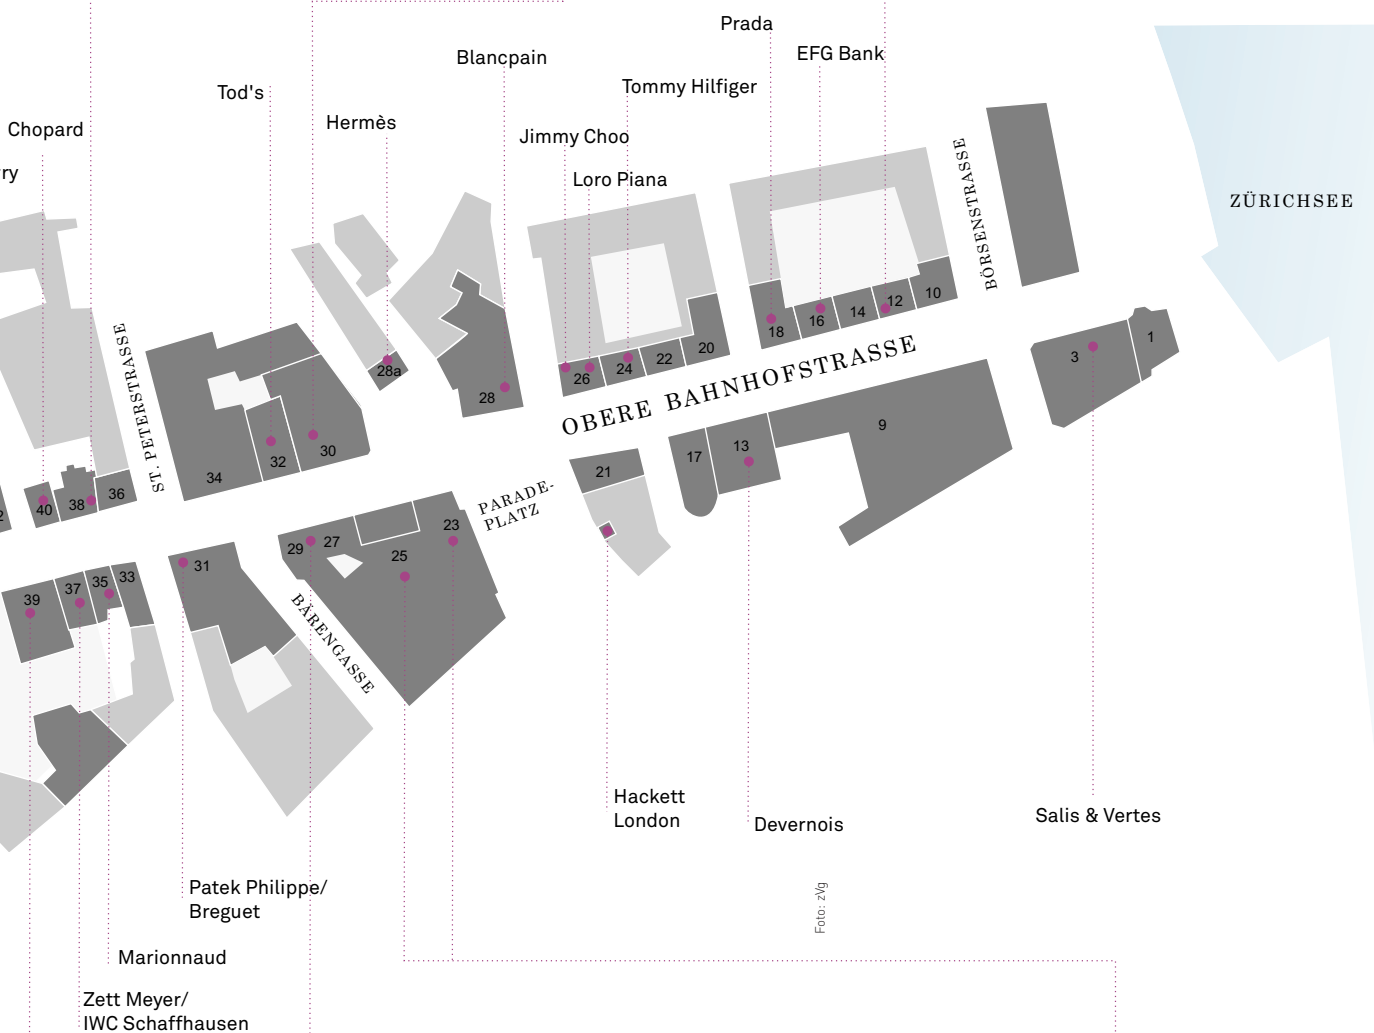 Prada
EFG Bank
Blancpain
Tommy Hilfiger
Tod's
Hermès
Chopard
Jimmy Choo
ry
Loro Piana
BÖRSENSTRASSE
ZÜRICHSEE
ST. PETERSTRASSE
OBERE BAHNHOFSTRASSE
10
12
14
16
18
20
22
24
26
28a
28
30
32
34
36
38
40
2
1
3
9
13
17
21
PARADE-
PLATZ
23
25
27
29
31
33
35
37
39
BÄRENGASSE
Hackett
London
Devernois
Salis & Vertes
Patek Philippe/
Breguet
Foto: zVg
Marionnaud
Zett Meyer/
IWC Schaffhausen